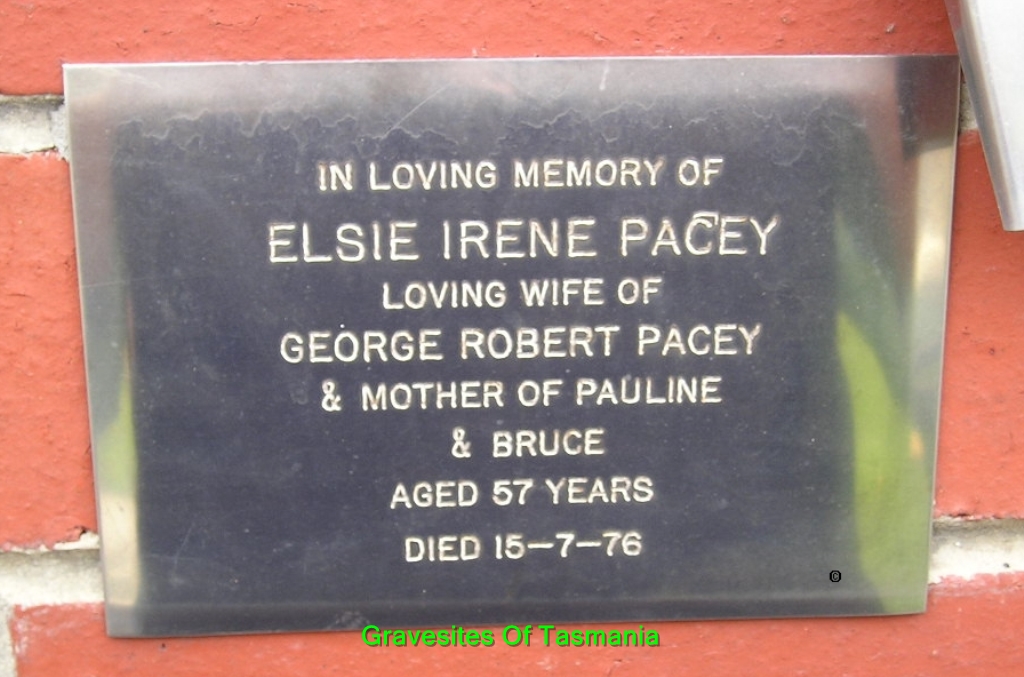 IN LOVING MEMORY OF
ELSIE IRENE PACEY
LOVING WIFE OF
GEORGE ROBERT PACEY
& MOTHER OF PAULINE
& BRUCE
AGED 57 YEARS
DIED 15-7-76
©
Gravesites Of Tasmania